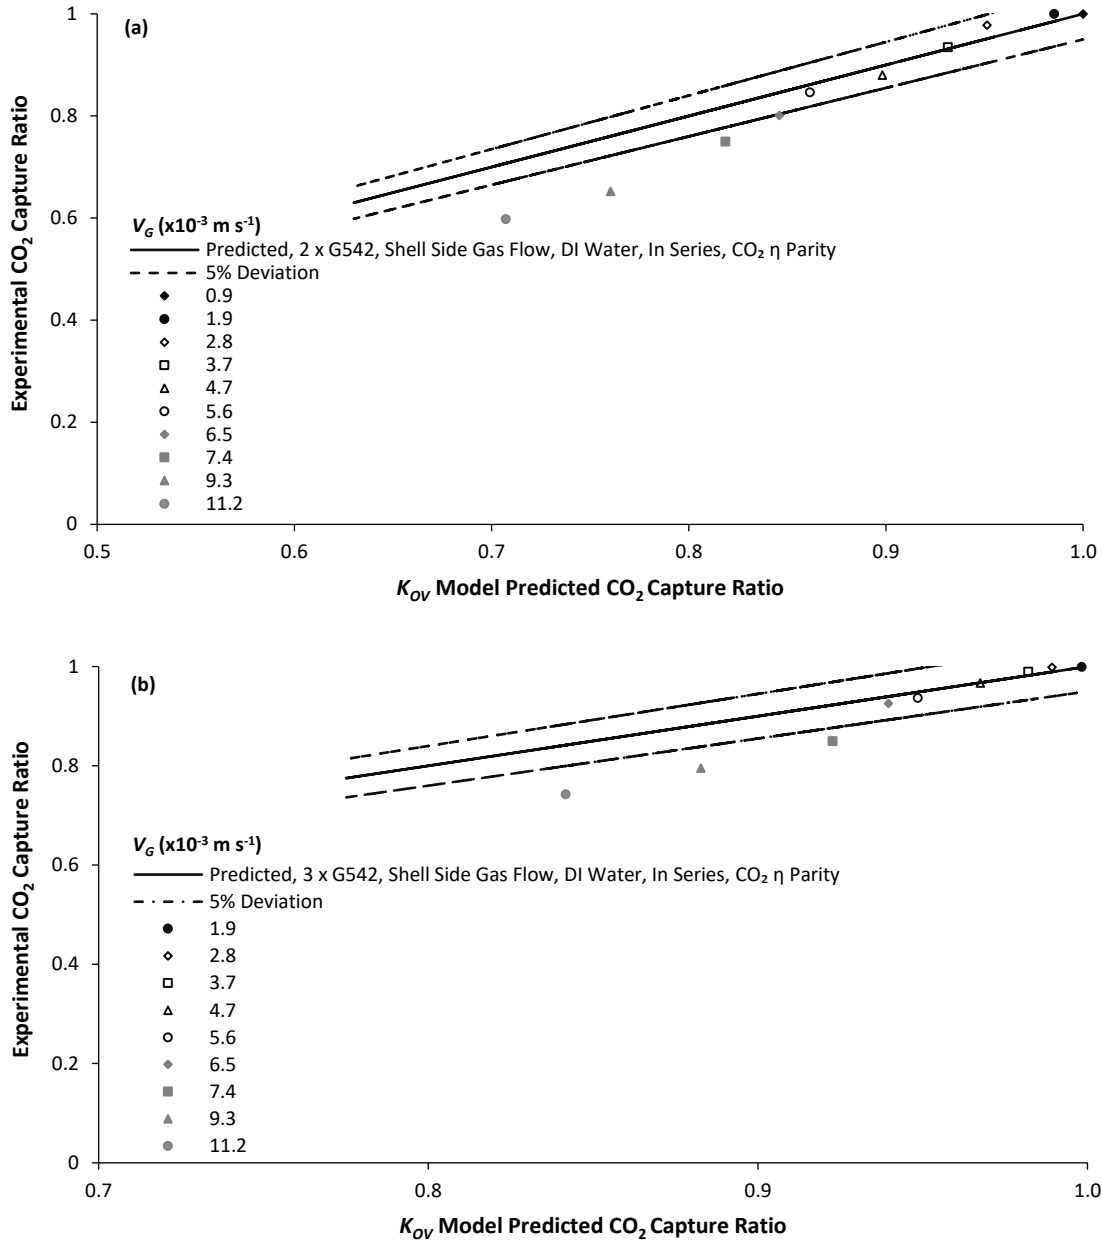 (a)
Experimental CO₂ Capture Ratio
1
0.8
0.6
0.4
0.2
0
V_G (x10⁻³ m s⁻¹)
Predicted, 2 x G542, Shell Side Gas Flow, DI Water, In Series, CO₂ η Parity
5% Deviation
0.9
1.9
2.8
3.7
4.7
5.6
6.5
7.4
9.3
11.2
0.5 0.6 0.7 0.8 0.9 1.0
K_OV Model Predicted CO₂ Capture Ratio
(b)
Experimental CO₂ Capture Ratio
1
0.8
0.6
0.4
0.2
0
V_G (x10⁻³ m s⁻¹)
Predicted, 3 x G542, Shell Side Gas Flow, DI Water, In Series, CO₂ η Parity
5% Deviation
1.9
2.8
3.7
4.7
5.6
6.5
7.4
9.3
11.2
0.7 0.8 0.9 1.0
K_OV Model Predicted CO₂ Capture Ratio